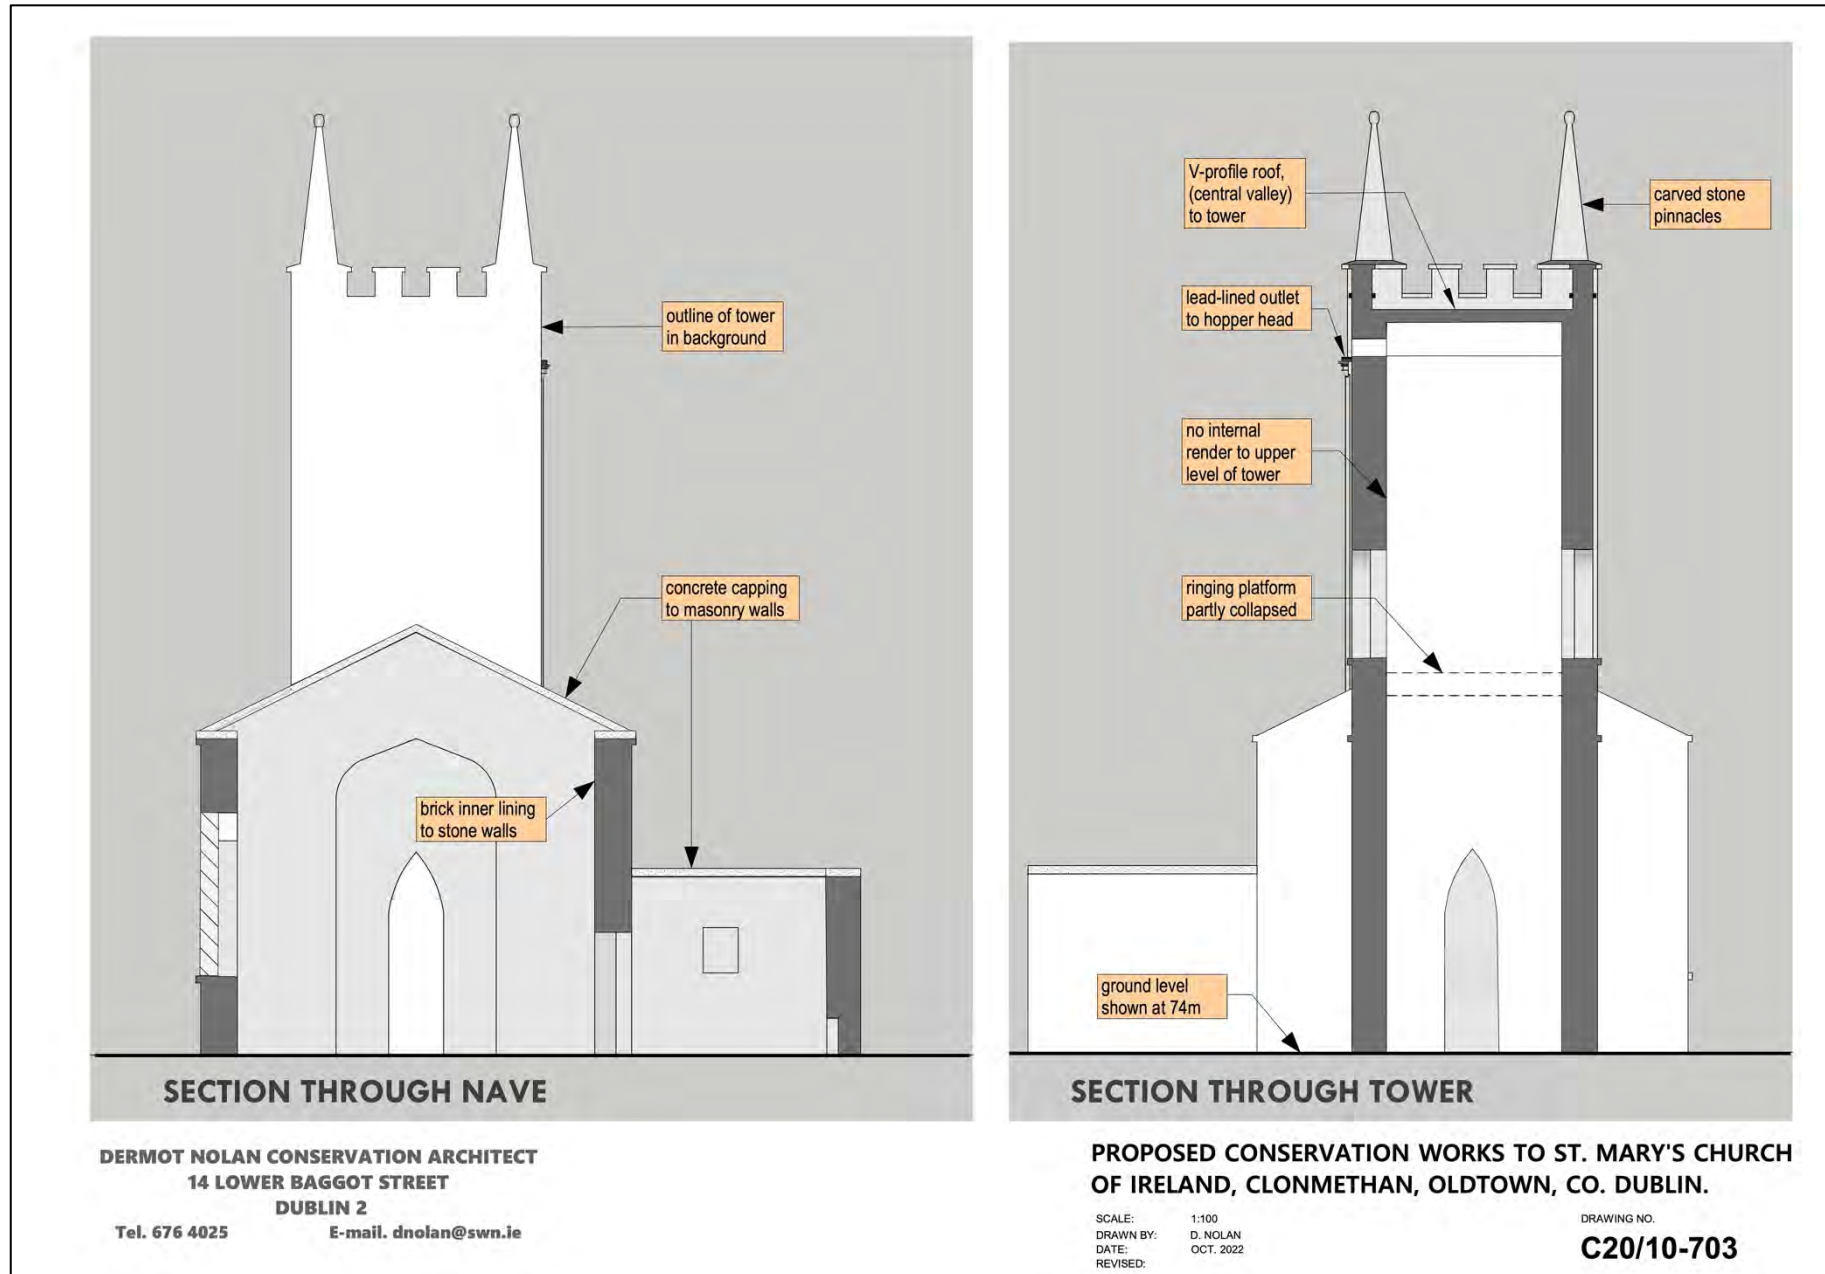 outline of tower
in background
concrete capping
to masonry walls
brick inner lining
to stone walls
SECTION THROUGH NAVE
V-profile roof,
(central valley)
to tower
carved stone
pinnacles
lead-lined outlet
to hopper head
no internal
render to upper
level of tower
ringing platform
partly collapsed
ground level
shown at 74m
SECTION THROUGH TOWER
DERMOT NOLAN CONSERVATION ARCHITECT
14 LOWER BAGGOT STREET
DUBLIN 2
Tel. 676 4025 E-mail. dnolan@swn.ie
PROPOSED CONSERVATION WORKS TO ST. MARY'S CHURCH
OF IRELAND, CLONMETHAN, OLDTOWN, CO. DUBLIN.
SCALE: 1:100
DRAWN BY: D. NOLAN
DATE: OCT. 2022
REVISED:
DRAWING NO.
C20/10-703